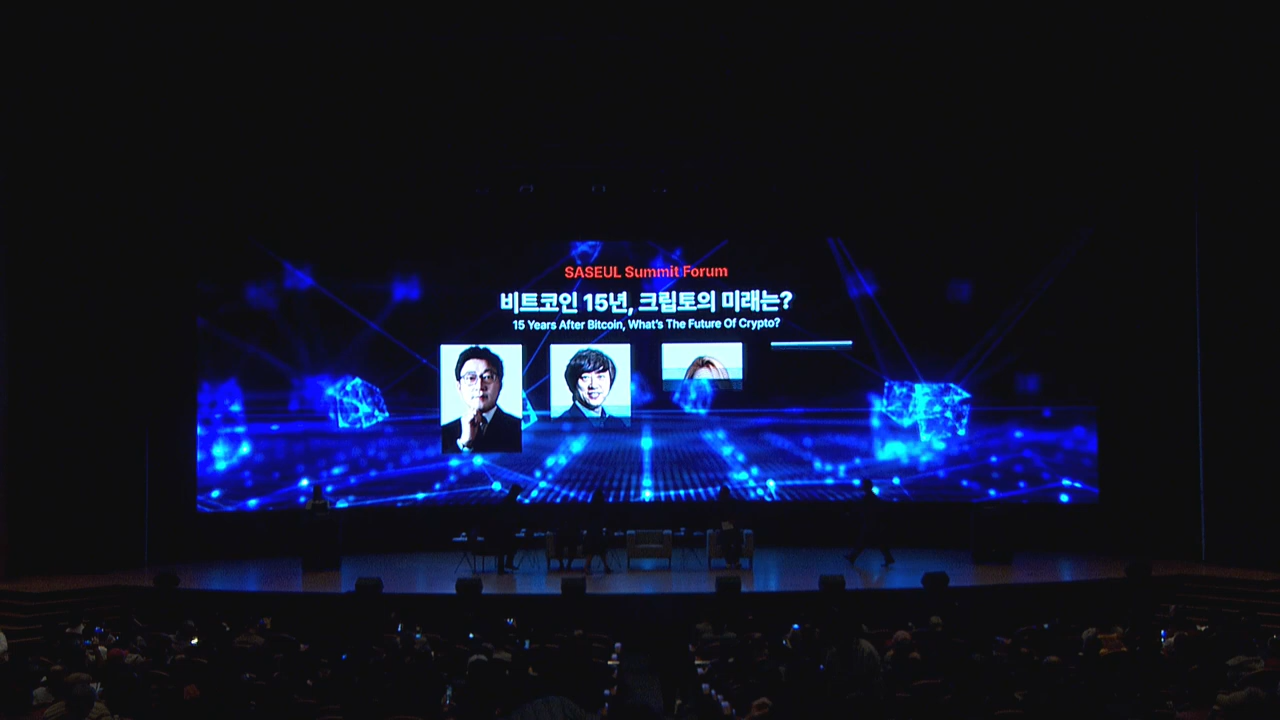 SASEUL Summit Forum
비트코인 15년, 크립토의 미래는?
15 Years After Bitcoin, What's The Future Of Crypto?